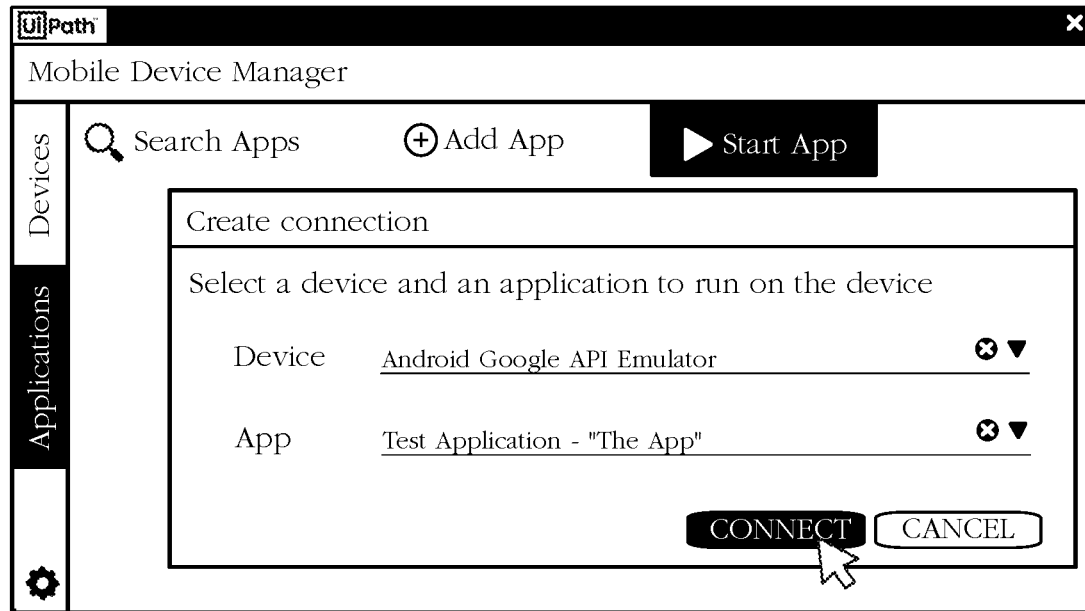 UiPath™
Mobile Device Manager
Devices
Applications
Search Apps
Add App
Start App
Create connection
Select a device and an application to run on the device
Device
Android Google API Emulator
App
Test Application - "The App"
CONNECT
CANCEL